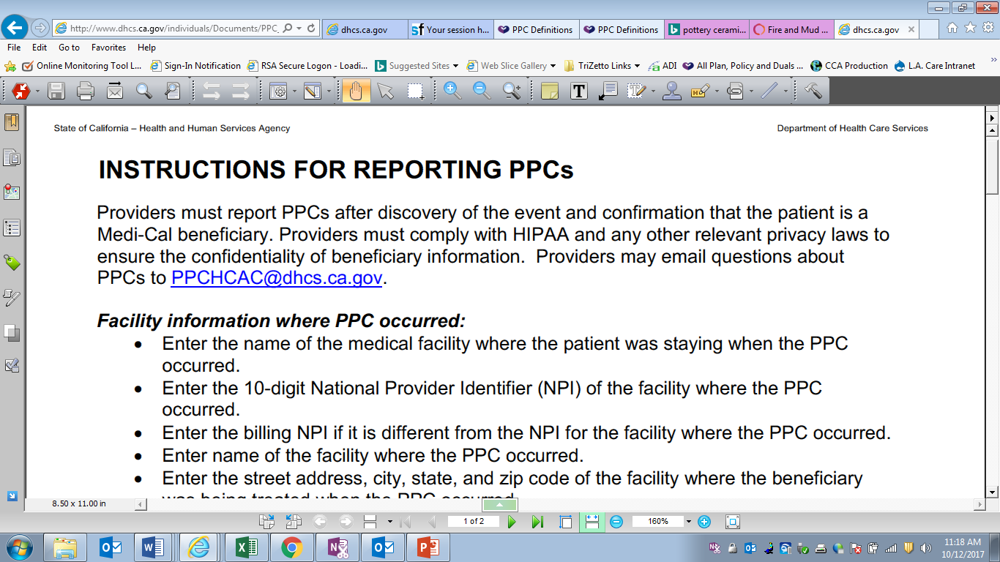 http://www.dhcs.ca.gov/individuals/Documents/PPC_
dhcs.ca.gov
Your session h...
PPC Definitions
PPC Definitions
pottery cerami...
Fire and Mud ...
dhcs.ca.gov
File Edit Go to Favorites Help
Online Monitoring Tool L... Sign-In Notification RSA Secure Logon - Loadi... Suggested Sites Web Slice Gallery TriZetto Links ADI All Plan, Policy and Duals ... CCA Production L.A. Care Intranet
State of California – Health and Human Services Agency
Department of Health Care Services
INSTRUCTIONS FOR REPORTING PPCs
Providers must report PPCs after discovery of the event and confirmation that the patient is a
Medi-Cal beneficiary. Providers must comply with HIPAA and any other relevant privacy laws to
ensure the confidentiality of beneficiary information.  Providers may email questions about
PPCs to PPCHCAC@dhcs.ca.gov.
Facility information where PPC occurred:
• Enter the name of the medical facility where the patient was staying when the PPC
occurred.
• Enter the 10-digit National Provider Identifier (NPI) of the facility where the PPC
occurred.
• Enter the billing NPI if it is different from the NPI for the facility where the PPC occurred.
• Enter name of the facility where the PPC occurred.
• Enter the street address, city, state, and zip code of the facility where the beneficiary
was being treated when the PPC occurred.
8.50 x 11.00 in
1 of 2
160%
11:18 AM
10/12/2017